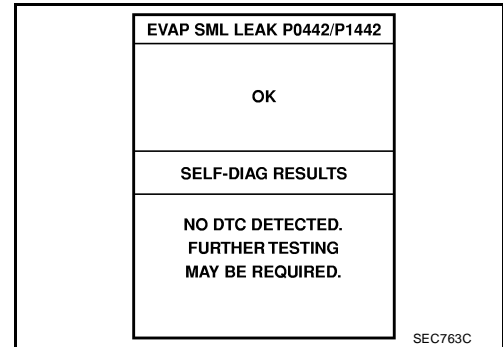 EVAP SML LEAK P0442/P1442
OK
SELF-DIAG RESULTS
NO DTC DETECTED.
FURTHER TESTING
MAY BE REQUIRED.
SEC763C